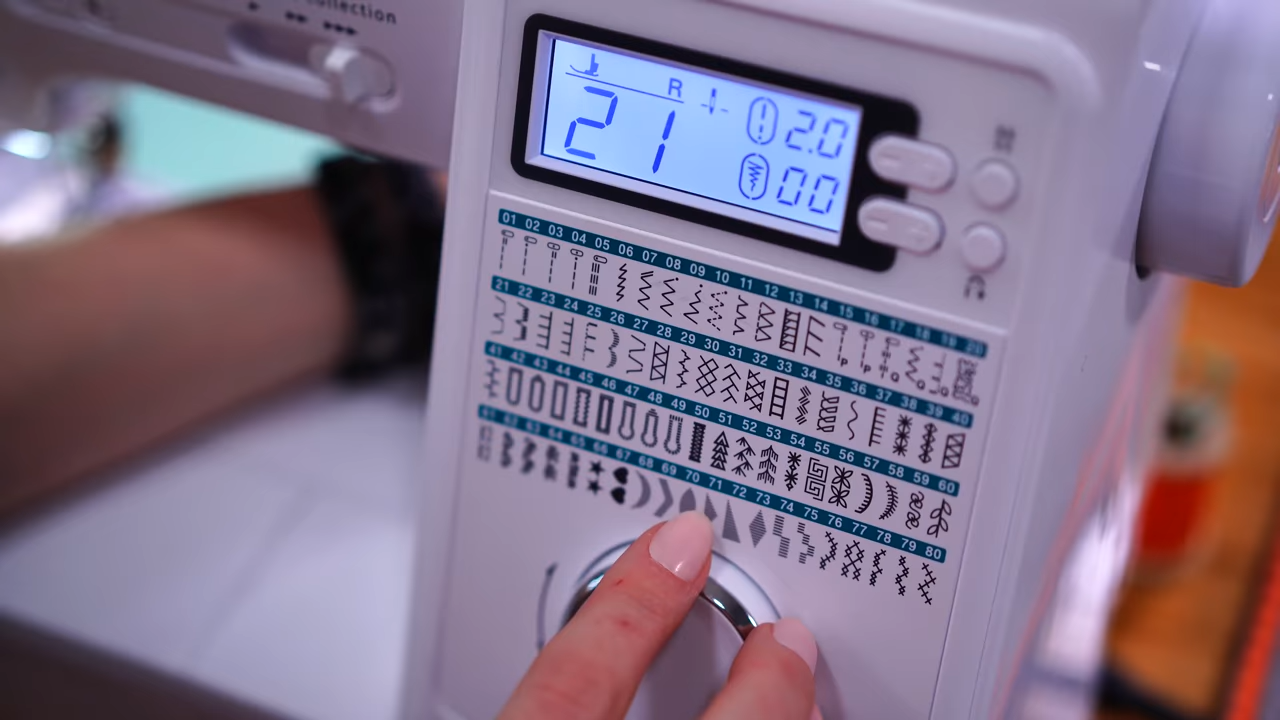 collection
R
2.0
21
00
01 02 03 04 05 06 07 08 09 10 11 12 13 14 15 16 17 18 19 20
21 22 23 24 25 26 27 28 29 30 31 32 33 34 35 36 37 38 39 40
41 42 43 44 45 46 47 48 49 50 51 52 53 54 55 56 57 58 59 60
61 62 63 64 65 66 67 68 69 70 71 72 73 74 75 76 77 78 79 80